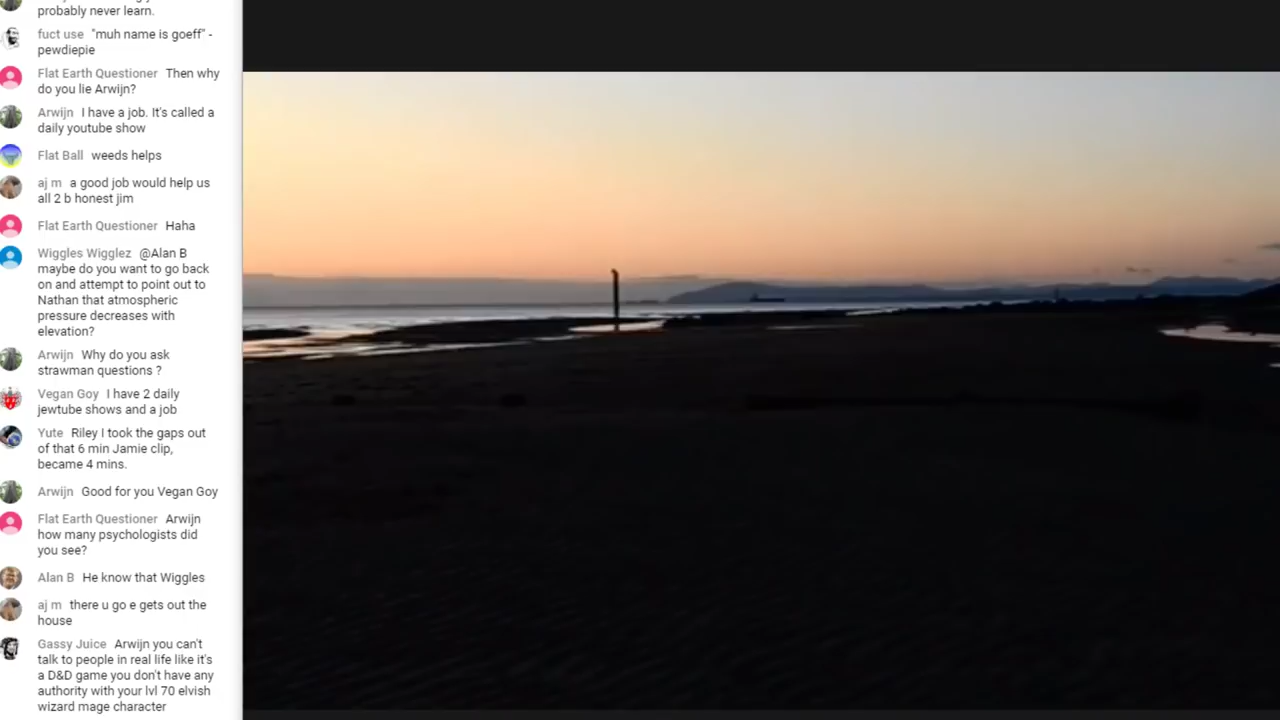 probably never learn.
fuct use "muh name is goeff" -
pewdiepie
Flat Earth Questioner Then why
do you lie Arwijn?
Arwijn I have a job. It's called a
daily youtube show
Flat Ball weeds helps
aj m a good job would help us
all 2 b honest jim
Flat Earth Questioner Haha
Wiggles Wigglez @Alan B
maybe do you want to go back
on and attempt to point out to
Nathan that atmospheric
pressure decreases with
elevation?
Arwijn Why do you ask
strawman questions ?
Vegan Goy I have 2 daily
jewtube shows and a job
Yute Riley I took the gaps out
of that 6 min Jamie clip,
became 4 mins.
Arwijn Good for you Vegan Goy
Flat Earth Questioner Arwijn
how many psychologists did
you see?
Alan B He know that Wiggles
aj m there u go e gets out the
house
Gassy Juice Arwijn you can't
talk to people in real life like it's
a D&D game you don't have any
authority with your lvl 70 elvish
wizard mage character